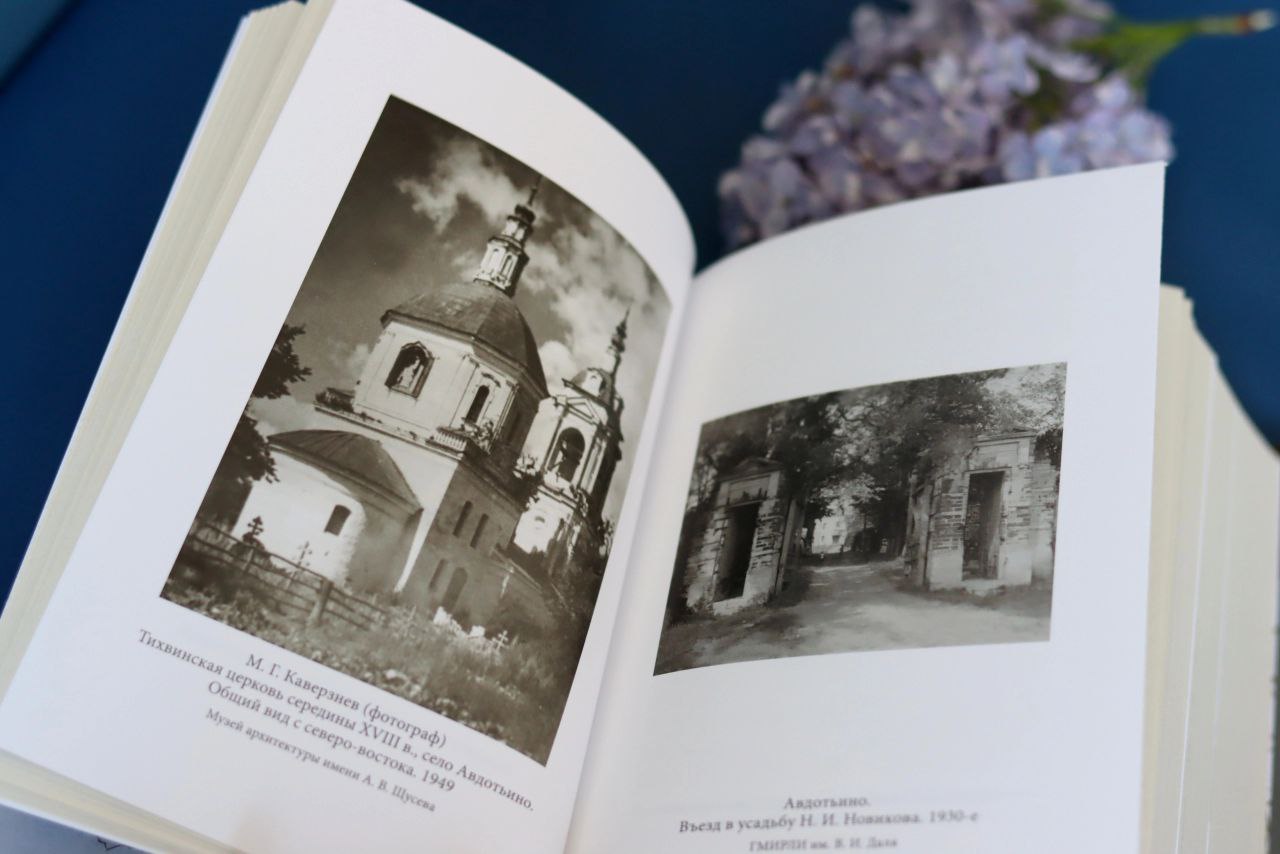 М. Г. Каверзнев (фотограф)
Тихвинская церковь середины XVIII в., село Авдотьино.
Общий вид с северо-востока. 1949
Музей архитектуры имени А. В. Щусева
Авдотьино.
Въезд в усадьбу Н. И. Новикова. 1930-е
ГМИРЛИ им. В. И. Даля